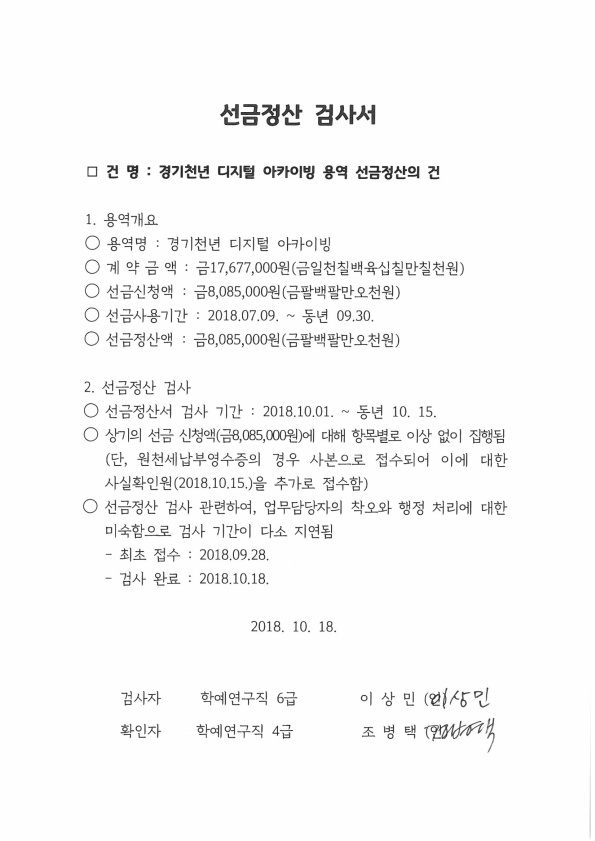 선금정산 검사서
□ 건 명 : 경기천년 디지털 아카이빙 용역 선금정산의 건
1. 용역개요
○ 용역명 : 경기천년 디지털 아카이빙
○ 계 약 금 액 : 금17,677,000원(금일천칠백육십칠만칠천원)
○ 선금신청액 : 금8,085,000원(금팔백팔만오천원)
○ 선금사용기간 : 2018.07.09. ~ 동년 09.30.
○ 선금정산액 : 금8,085,000원(금팔백팔만오천원)
2. 선금정산 검사
○ 선금정산서 검사 기간 : 2018.10.01. ~ 동년 10. 15.
○ 상기의 선금 신청액(금8,085,000원)에 대해 항목별로 이상 없이 집행됨
(단, 원천세납부영수증의 경우 사본으로 접수되어 이에 대한
사실확인원(2018.10.15.)을 추가로 접수함)
○ 선금정산 검사 관련하여, 업무담당자의 착오와 행정 처리에 대한
미숙함으로 검사 기간이 다소 지연됨
- 최초 접수 : 2018.09.28.
- 검사 완료 : 2018.10.18.
2018. 10. 18.
검사자 학예연구직 6급 이 상 민 (인) 이상민
확인자 학예연구직 4급 조 병 택 (인)